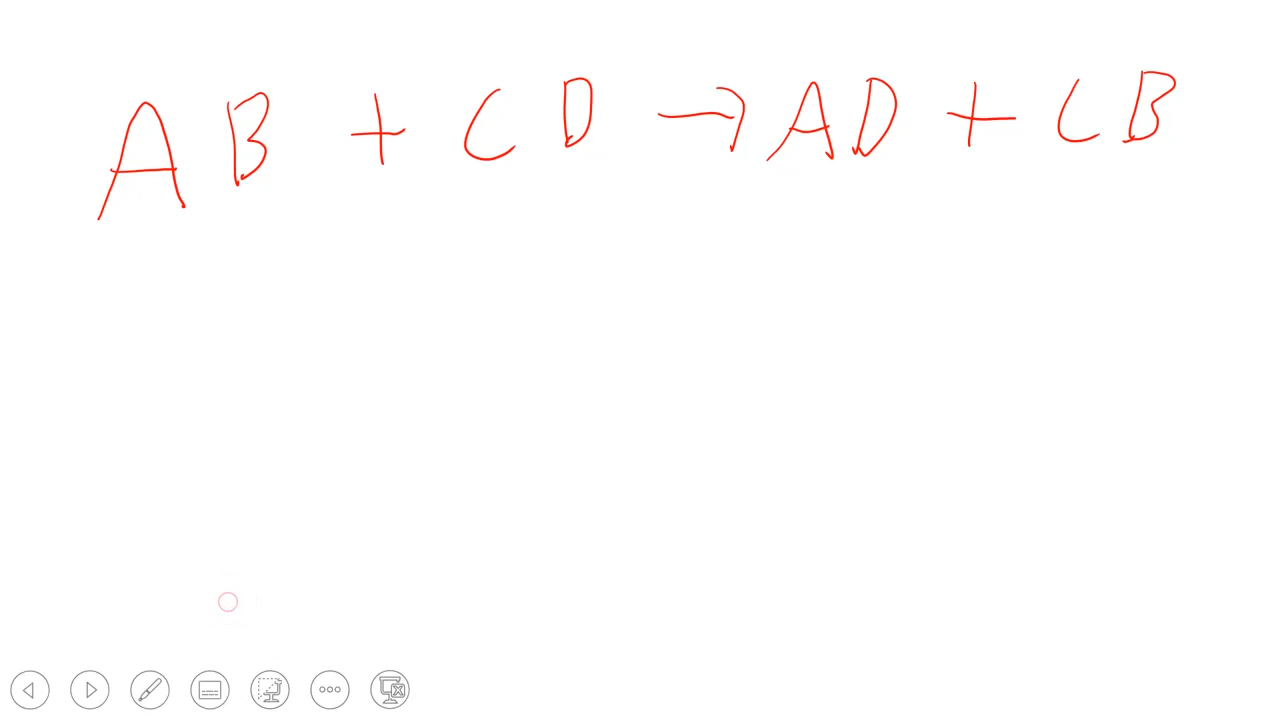 AB + CD → AD + CB